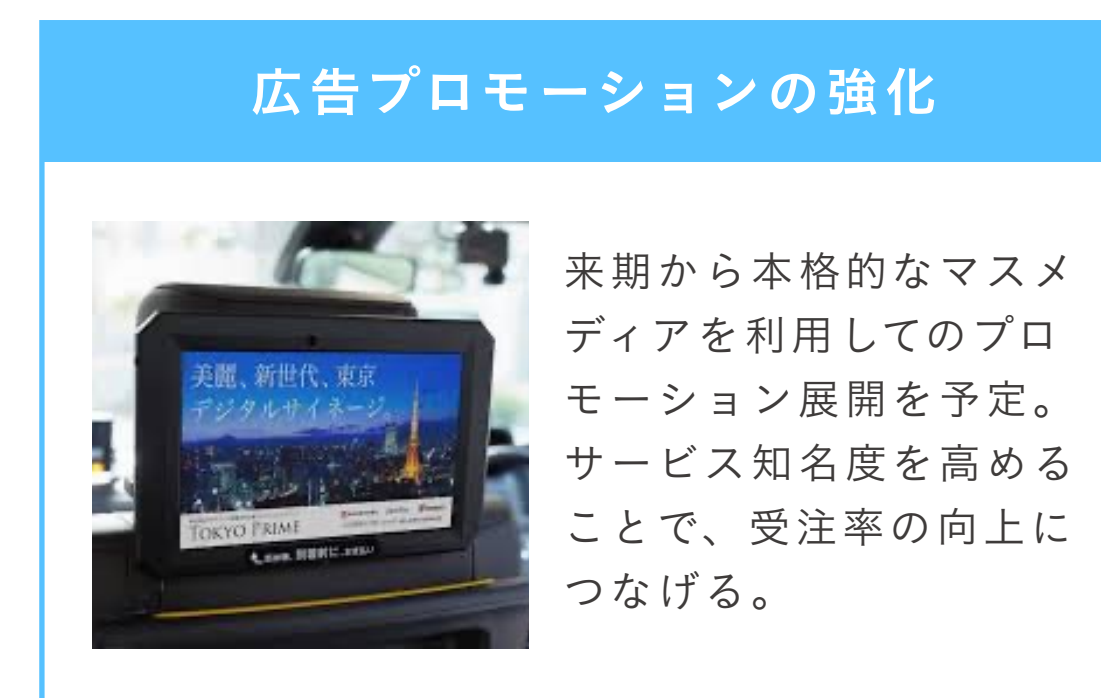 広告プロモーションの強化
美麗、新世代、東京
デジタルサイネージ。
TOKYO PRIME
来期から本格的なマスメ
ディアを利用してのプロ
モーション展開を予定。
サービス知名度を高める
ことで、受注率の向上に
つなげる。